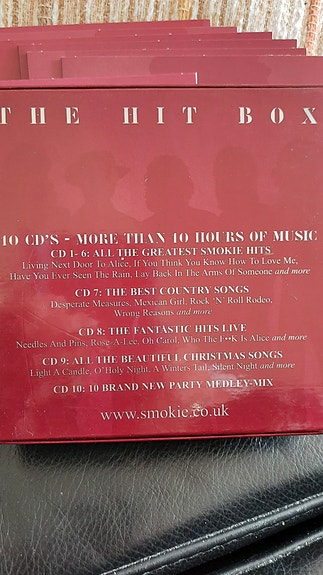 THE HIT BOX
10 CD'S - MORE THAN 10 HOURS OF MUSIC
CD 1- 6: ALL THE GREATEST SMOKIE HITS
Living Next Door To Alice, If You Think You Know How To Love Me,
Have You Ever Seen The Rain, Lay Back In The Arms Of Someone and more
CD 7: THE BEST COUNTRY SONGS
Desperate Measures, Mexican Girl, Rock 'N' Roll Rodeo,
Wrong Reasons and more
CD 8: THE FANTASTIC HITS LIVE
Needles And Pins, Rose-A-Lee. Oh Carol, Who The F**K Is Alice and more
CD 9: ALL THE BEAUTIFUL CHRISTMAS SONGS
Light A Candle, O'Holy Night, A Winters Tail, Silent Night and more
CD 10: 10 BRAND NEW PARTY MEDLEY-MIX
www.smokie.co.uk